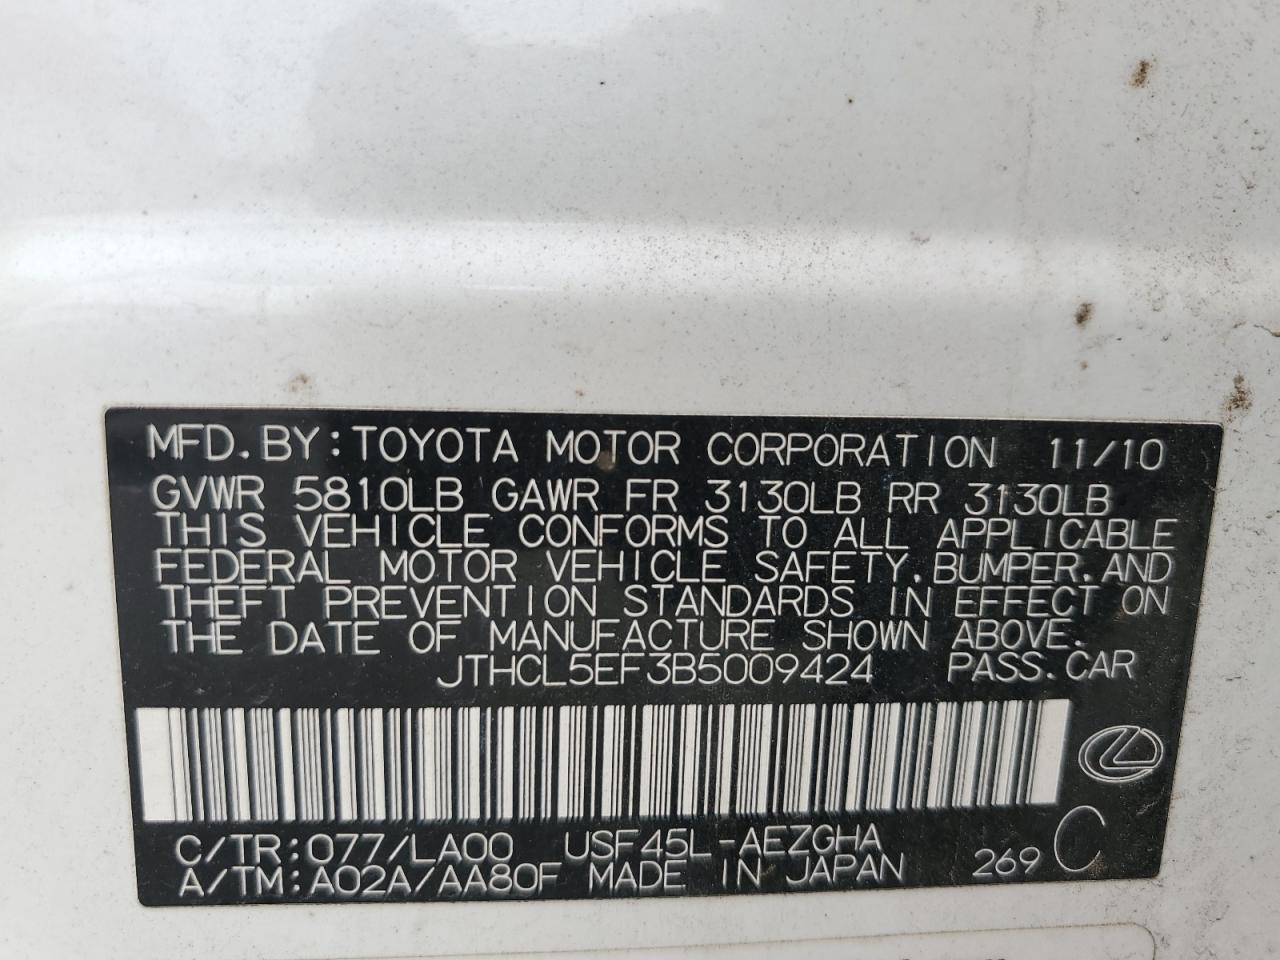 MFD.BY:TOYOTA MOTOR CORPORATION 11/10
GVWR 5810LB GAWR FR 3130LB RR 3130LB
THIS VEHICLE CONFORMS TO ALL APPLICABLE
FEDERAL MOTOR VEHICLE SAFETY,BUMPER,AND
THEFT PREVENTION STANDARDS IN EFFECT ON
THE DATE OF MANUFACTURE SHOWN ABOVE.
JTHCL5EF3B5009424 PASS.CAR
C/TR:077/LA00 USF45L-AEZGHA
A/TM:A02A/AA80F MADE IN JAPAN 269 C